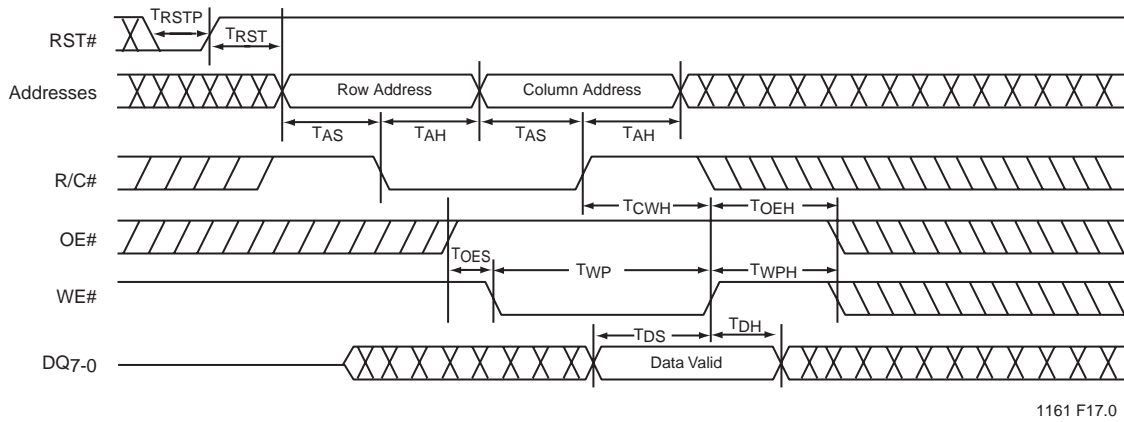 TRSTP
RST#
TRST
Addresses
Row Address
Column Address
TAS
TAH
TAS
TAH
R/C#
TCWH
TOEH
OE#
TOES
TWP
TWPH
WE#
TDS
TDH
DQ7-0
Data Valid
1161 F17.0